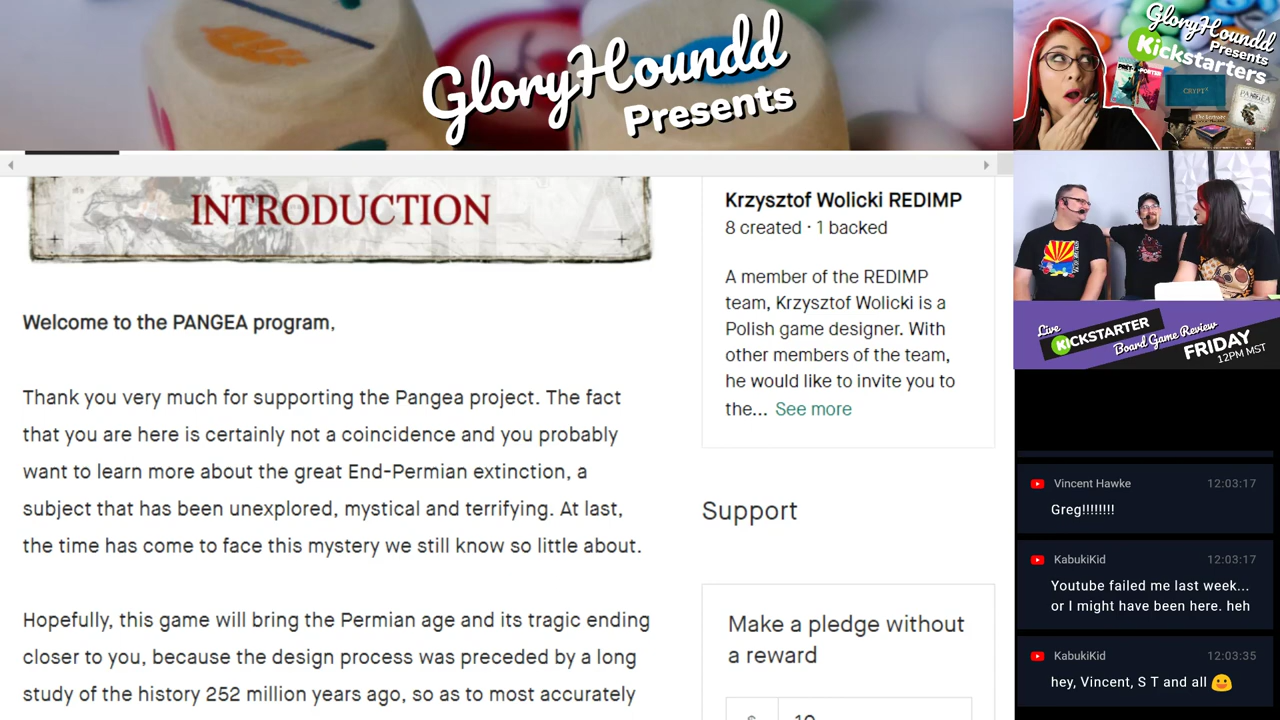 GloryHoundd
Presents
GloryHoundd
Presents
Kickstarters
CRYPT
PANGEA
INTRODUCTION
Welcome to the PANGEA program,
Thank you very much for supporting the Pangea project. The fact
that you are here is certainly not a coincidence and you probably
want to learn more about the great End-Permian extinction, a
subject that has been unexplored, mystical and terrifying. At last,
the time has come to face this mystery we still know so little about.
Hopefully, this game will bring the Permian age and its tragic ending
closer to you, because the design process was preceded by a long
study of the history 252 million years ago, so as to most accurately
Krzysztof Wolicki REDIMP
8 created · 1 backed
A member of the REDIMP
team, Krzysztof Wolicki is a
Polish game designer. With
other members of the team,
he would like to invite you to
the... See more
Support
Make a pledge without
a reward
$ 10
Live
KICKSTARTER
Board Game Review
FRIDAY
12PM MST
Vincent Hawke 12:03:17
Greg!!!!!!!!
KabukiKid 12:03:17
Youtube failed me last week...
or I might have been here. heh
KabukiKid 12:03:35
hey, Vincent, S T and all 😃